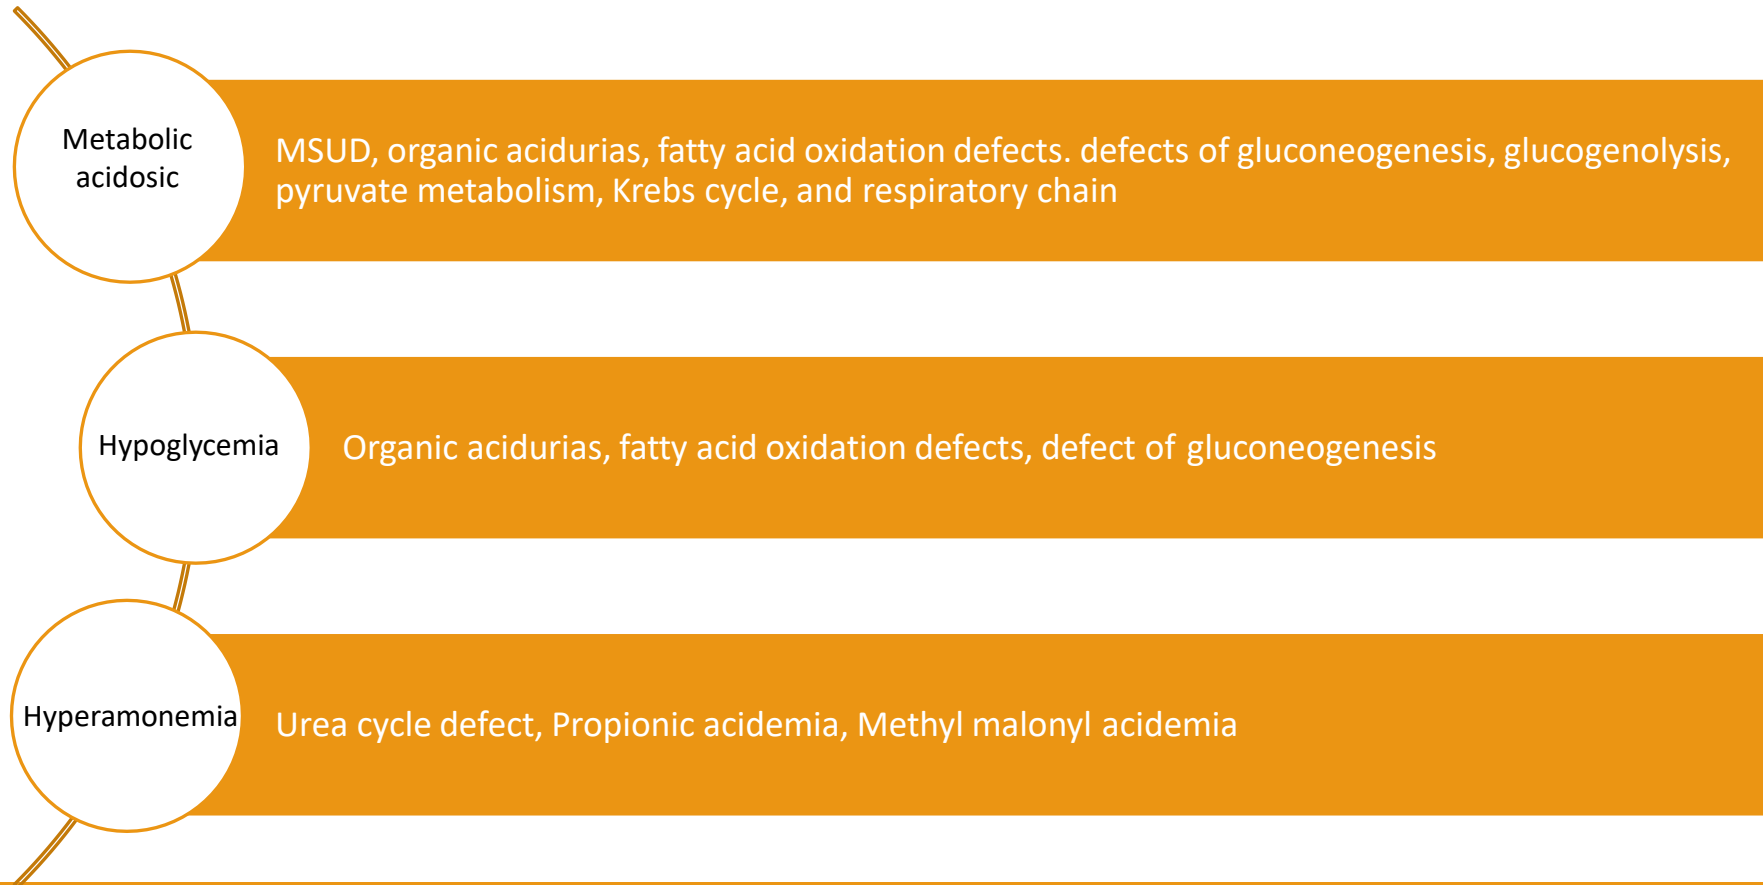 Metabolic
acidosic
MSUD, organic acidurias, fatty acid oxidation defects. defects of gluconeogenesis, glucogenolysis,
pyruvate metabolism, Krebs cycle, and respiratory chain
Hypoglycemia
Organic acidurias, fatty acid oxidation defects, defect of gluconeogenesis
Hyperamonemia
Urea cycle defect, Propionic acidemia, Methyl malonyl acidemia